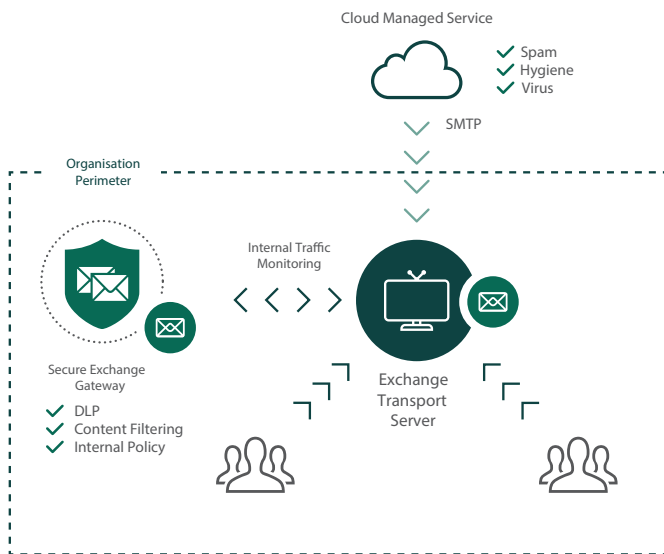 Cloud Managed Service
Spam
Hygiene
Virus
SMTP
Organisation
Perimeter
Internal Traffic
Monitoring
Secure Exchange
Gateway
DLP
Content Filtering
Internal Policy
Exchange
Transport
Server